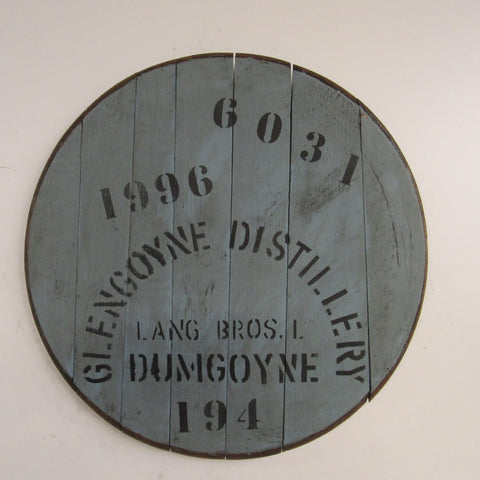 6031
1996
GLENGOYNE DISTILLERY
LANG BROS. L
DUMGOYNE
194